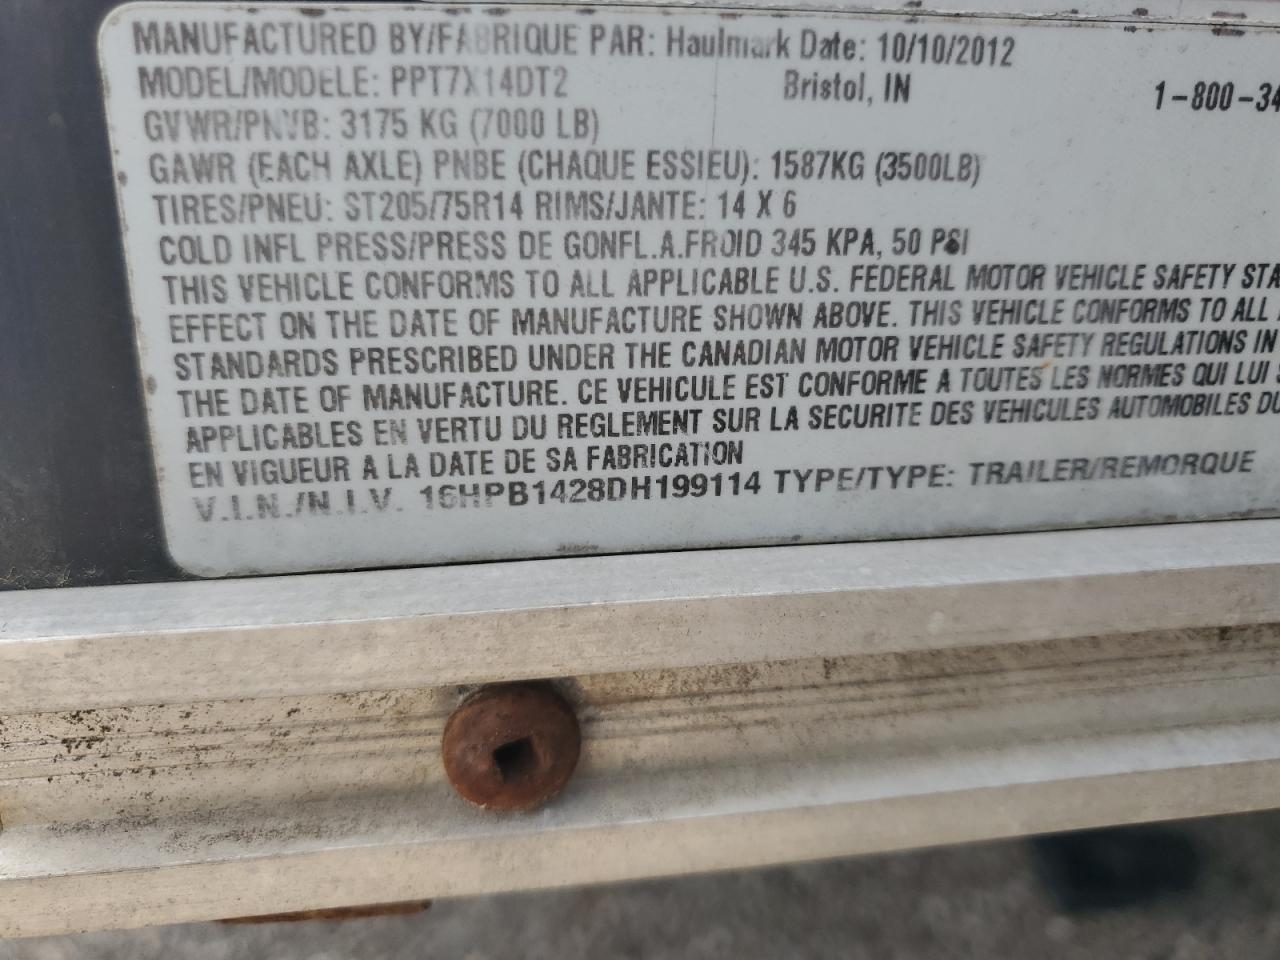 MANUFACTURED BY/FABRIQUE PAR: Haulmark Date: 10/10/2012
MODEL/MODELE: PPT7X14DT2 Bristol, IN 1-800-34
GVWR/PNVB: 3175 KG (7000 LB)
GAWR (EACH AXLE) PNBE (CHAQUE ESSIEU): 1587KG (3500LB)
TIRES/PNEU: ST205/75R14 RIMS/JANTE: 14 X 6
COLD INFL PRESS/PRESS DE GONFL.A.FROID 345 KPA, 50 PSI
THIS VEHICLE CONFORMS TO ALL APPLICABLE U.S. FEDERAL MOTOR VEHICLE SAFETY STA
EFFECT ON THE DATE OF MANUFACTURE SHOWN ABOVE. THIS VEHICLE CONFORMS TO ALL
STANDARDS PRESCRIBED UNDER THE CANADIAN MOTOR VEHICLE SAFETY REGULATIONS IN
THE DATE OF MANUFACTURE. CE VEHICULE EST CONFORME A TOUTES LES NORMES QUI LUI S
APPLICABLES EN VERTU DU REGLEMENT SUR LA SECURITE DES VEHICULES AUTOMOBILES DU
EN VIGUEUR A LA DATE DE SA FABRICATION
V.I.N./N.I.V. 16HPB1428DH199114 TYPE/TYPE: TRAILER/REMORQUE